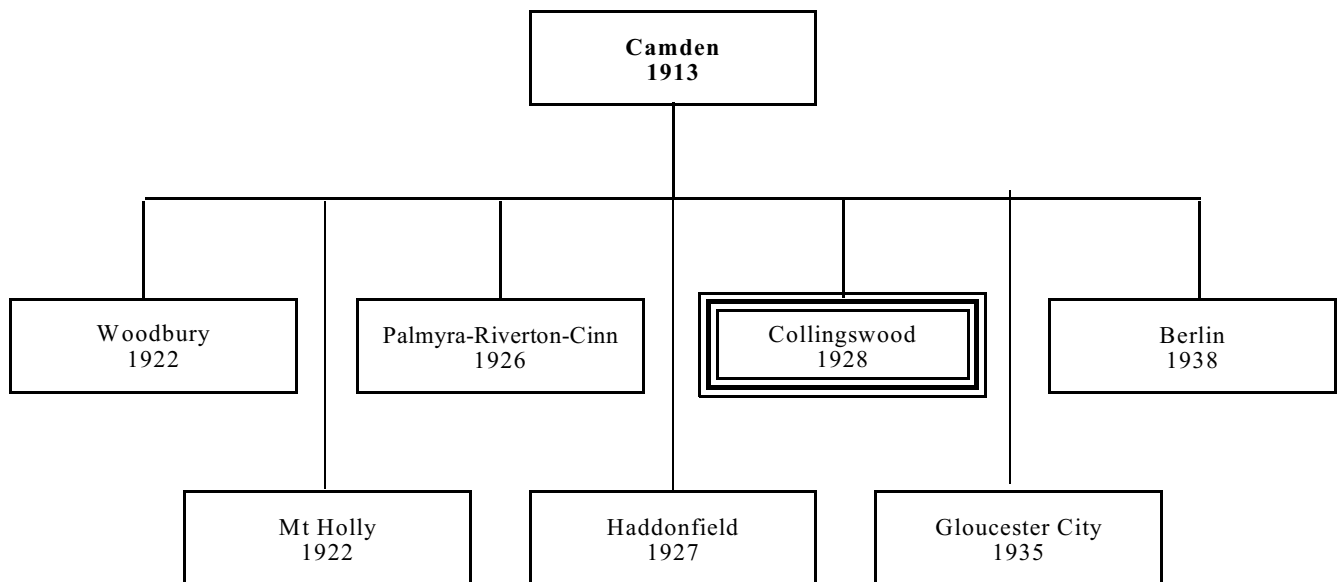 Camden
1913
Woodbury
1922
Palmyra-Riverton-Cinn
1926
Collingswood
1928
Berlin
1938
Mt Holly
1922
Haddonfield
1927
Gloucester City
1935